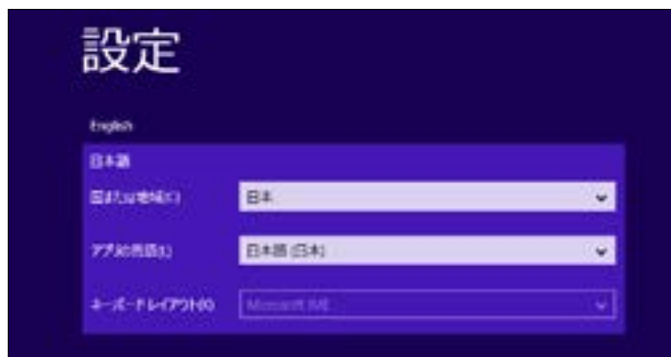 設定
English
日本語
国または地域(C) 日本
アプリの言語(L) 日本語 (日本)
キーボード レイアウト(K) Microsoft IME